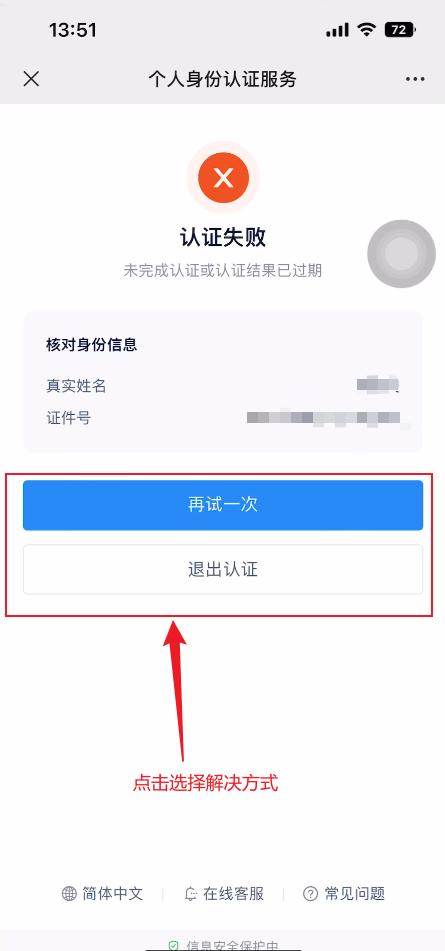 13:51
72
个人身份认证服务
认证失败
未完成认证或认证结果已过期
核对身份信息
真实姓名
证件号
再试一次
退出认证
点击选择解决方式
简体中文 在线客服 常见问题
信息安全保护中